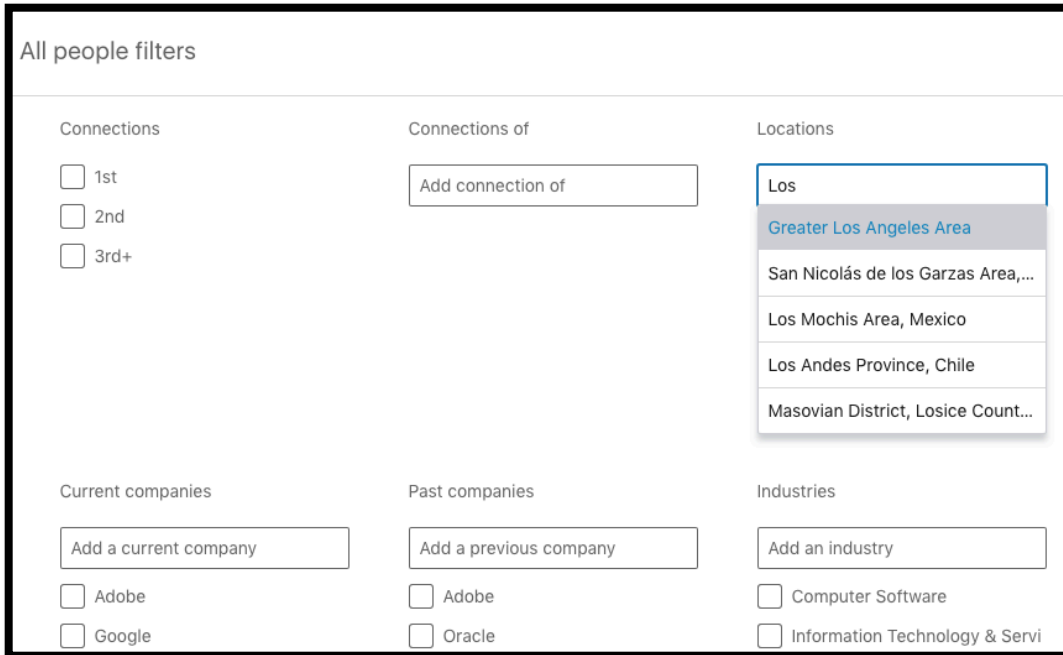 All people filters
Connections
1st
2nd
3rd+
Connections of
Add connection of
Locations
Los
Greater Los Angeles Area
San Nicolás de los Garzas Area,...
Los Mochis Area, Mexico
Los Andes Province, Chile
Masovian District, Losice Count...
Current companies
Add a current company
Adobe
Google
Past companies
Add a previous company
Adobe
Oracle
Industries
Add an industry
Computer Software
Information Technology & Servi